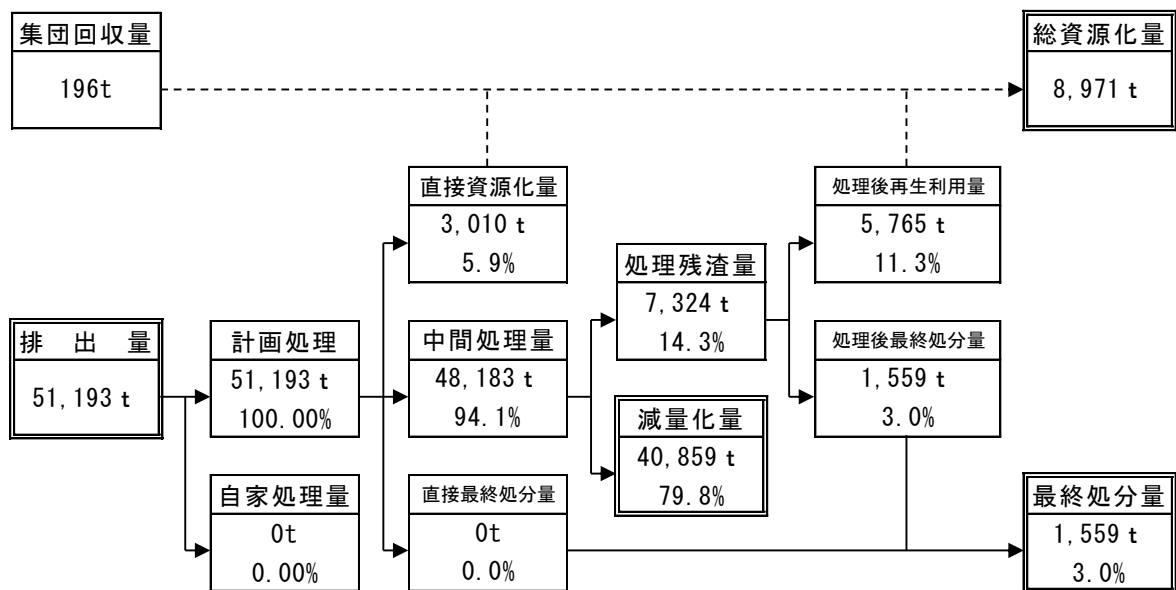 集団回収量
196t
総資源化量
8,971 t
直接資源化量
3,010 t
5.9%
処理後再生利用量
5,765 t
11.3%
処理残渣量
7,324 t
14.3%
排 出 量
51,193 t
計画処理
51,193 t
100.00%
中間処理量
48,183 t
94.1%
処理後最終処分量
1,559 t
3.0%
減量化量
40,859 t
79.8%
自家処理量
0t
0.00%
直接最終処分量
0t
0.0%
最終処分量
1,559 t
3.0%